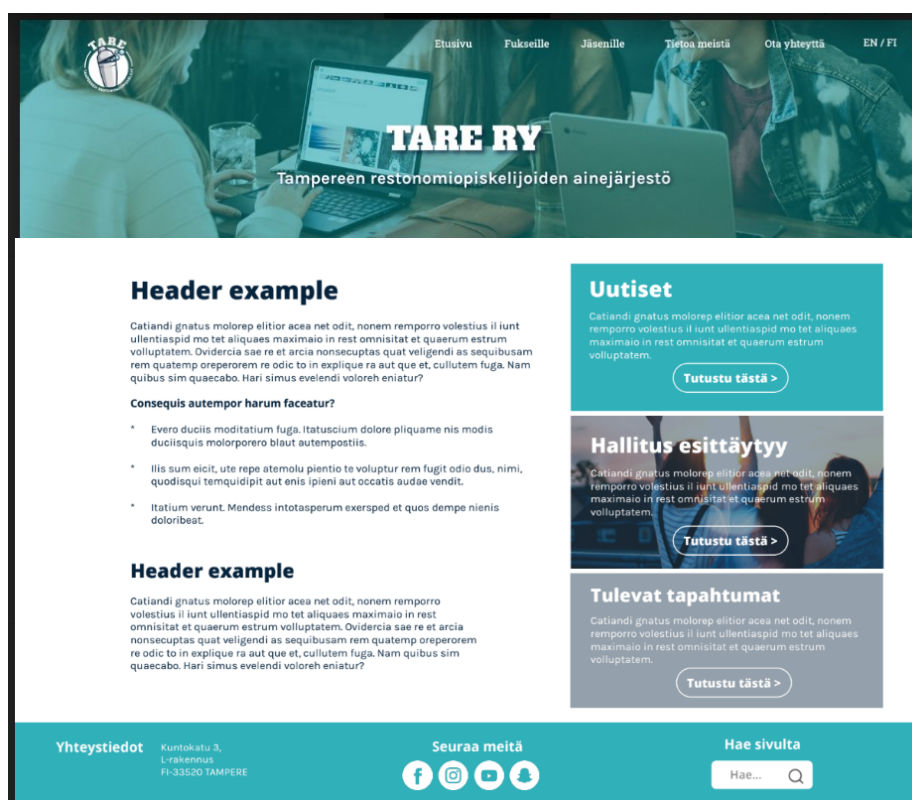 TARE
Etusivu Fukseille Jäsenille Tietoa meistä Ota yhteyttä EN / FI
TARE RY
Tampereen restonomiopiskelijoiden ainejärjestö
Header example
Catiandi gnatus molorep elitior acea net odit, nonem remporro volestius il iunt
ullentiaspid mo tet aliquaes maximaio in rest omnisitat et quaerum estrum
volluptatem. Ovidercia sae re et arcia nonsecuptas quat veligendi as sequibusam
rem quatemp oreperorem re odic to in explique ra aut que et, cullutem fuga. Nam
quibus sim quaecabo. Hari simus evelendi voloreh eniatur?
Consequis autempor harum faceatur?
* Evero duciis moditatium fuga. Itatuscium dolore pliquame nis modis
duciisquis molorporero blaut autempostiis.
* Ilis sum eicit, ute repe atemolu pientio te voluptur rem fugit odio dus, nimi,
quodisqui temquidipit aut enis ipieni aut occatis audae vendit.
* Itatium verunt. Mendess intotasperum exersped et quos dempe nienis
doloribeat.
Header example
Catiandi gnatus molorep elitior acea net odit, nonem remporro
volestius il iunt ullentiaspid mo tet aliquaes maximaio in rest
omnisitat et quaerum estrum volluptatem. Ovidercia sae re et arcia
nonsecuptas quat veligendi as sequibusam rem quatemp oreperorem
re odic to in explique ra aut que et, cullutem fuga. Nam quibus sim
quaecabo. Hari simus evelendi voloreh eniatur?
Uutiset
Catiandi gnatus molorep elitior acea net odit, nonem
remporro volestius il iunt ullentiaspid mo tet aliquaes
maximaio in rest omnisitat et quaerum estrum
volluptatem.
Tutustu tästä >
Hallitus esittäytyy
Catiandi gnatus molorep elitior acea net odit, nonem
remporro volestius il iunt ullentiaspid mo tet aliquaes
maximaio in rest omnisitat et quaerum estrum
volluptatem.
Tutustu tästä >
Tulevat tapahtumat
Catiandi gnatus molorep elitior acea net odit, nonem
remporro volestius il iunt ullentiaspid mo tet aliquaes
maximaio in rest omnisitat et quaerum estrum
volluptatem.
Tutustu tästä >
Yhteystiedot
Kuntokatu 3,
L-rakennus
FI-33520 TAMPERE
Seuraa meitä
Hae sivulta
Hae...